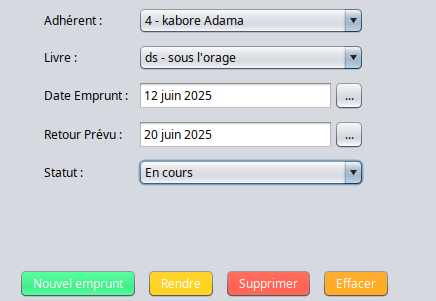 Adhérent : 4 - kabore Adama
Livre : ds - sous l'orage
Date Emprunt : 12 juin 2025 ...
Retour Prévu : 20 juin 2025 ...
Statut : En cours
Nouvel emprunt Rendre Supprimer Effacer